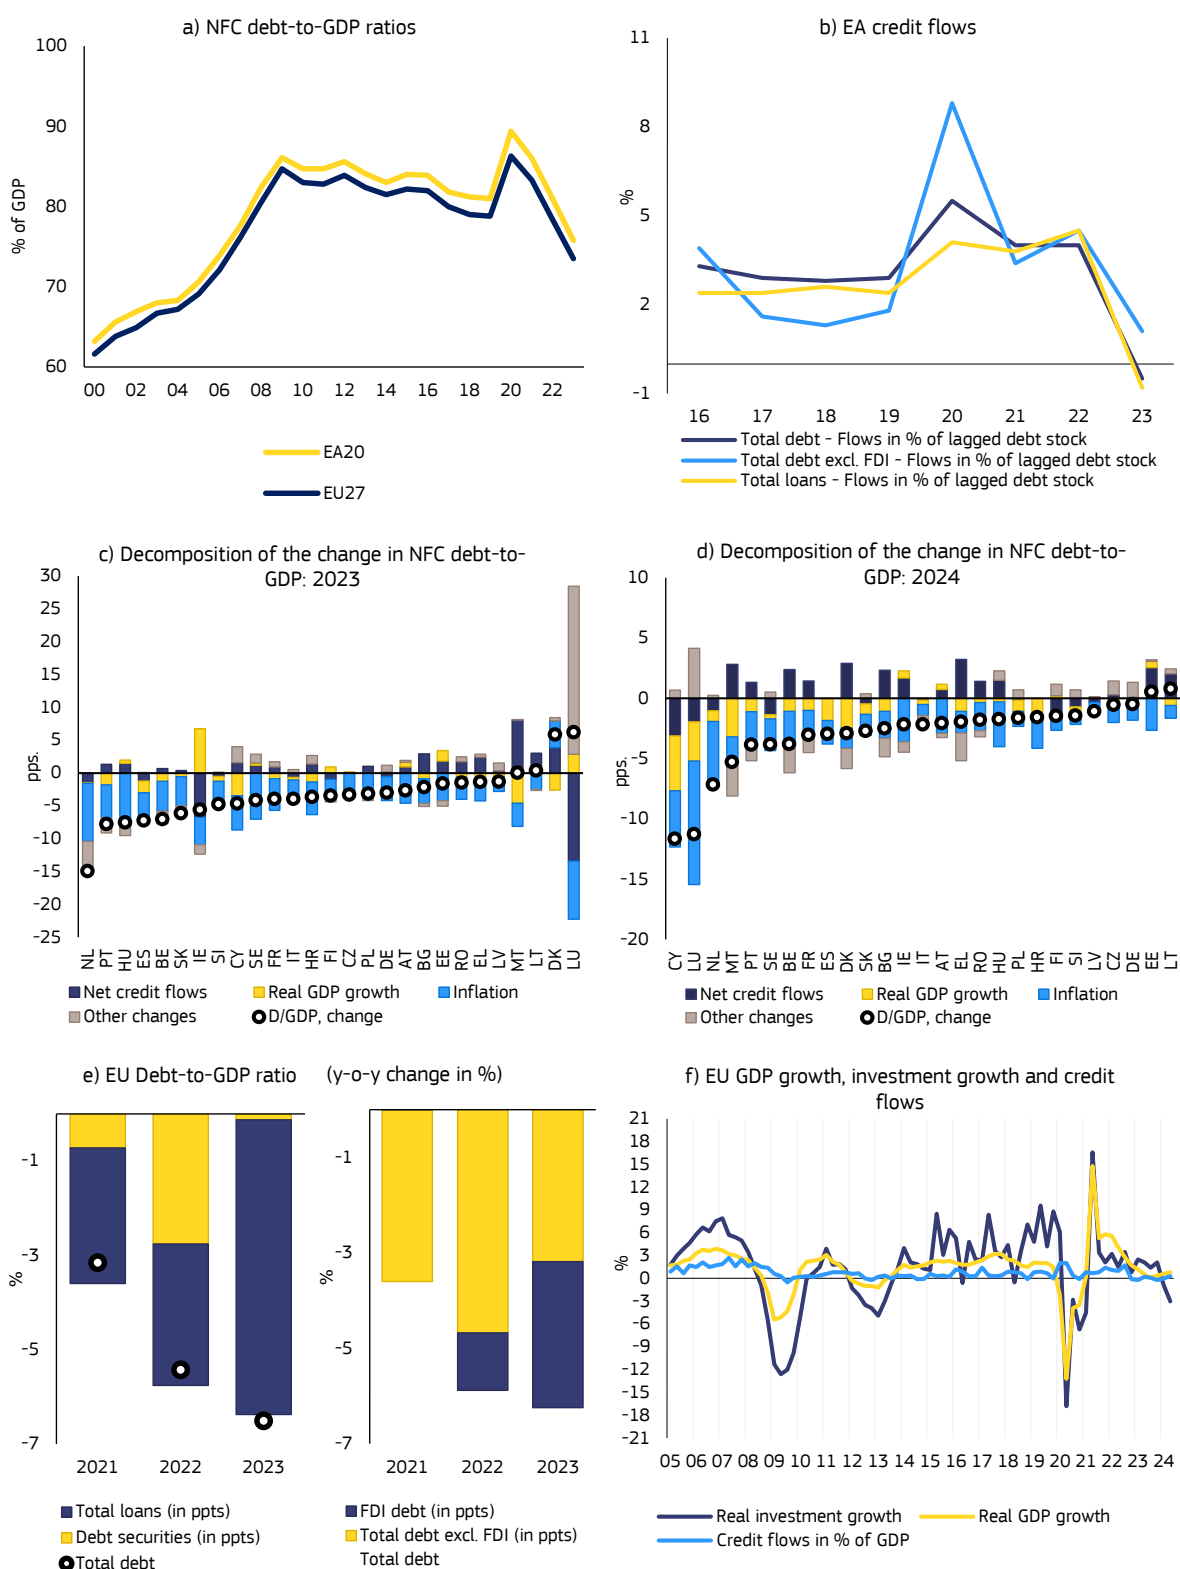 a) NFC debt-to-GDP ratios
100
90
80
70
60
% of GDP
00 02 04 06 08 10 12 14 16 18 20 22
EA20
EU27
b) EA credit flows
11
8
5
2
-1
%
16 17 18 19 20 21 22 23
Total debt - Flows in % of lagged debt stock
Total debt excl. FDI - Flows in % of lagged debt stock
Total loans - Flows in % of lagged debt stock
c) Decomposition of the change in NFC debt-to-
GDP: 2023
30
25
20
15
10
5
0
-5
-10
-15
-20
-25
pps.
NL PT HU ES BE SK IE SI CY SE FR IT HR FI CZ PL DE AT BG EE RO EL LV MT LT DK LU
Net credit flows Real GDP growth Inflation
Other changes D/GDP, change
d) Decomposition of the change in NFC debt-to-
GDP: 2024
10
5
0
-5
-10
-15
-20
pps.
CY LU NL MT PT SE BE FR ES DK SK BG IE IT AT EL RO HU PL HR FI SI LV CZ DE EE LT
Net credit flows Real GDP growth Inflation
Other changes D/GDP, change
e) EU Debt-to-GDP ratio (y-o-y change in %)
-1
-3
-5
-7
%
2021 2022 2023
Total loans (in ppts)
Debt securities (in ppts)
Total debt
-1
-3
-5
-7
%
2021 2022 2023
FDI debt (in ppts)
Total debt excl. FDI (in ppts)
Total debt
f) EU GDP growth, investment growth and credit
flows
21
18
15
12
9
6
3
0
-3
-6
-9
-12
-15
-18
-21
%
05 06 07 08 09 10 11 12 13 14 15 16 17 18 19 20 21 22 23 24
Real investment growth Real GDP growth
Credit flows in % of GDP